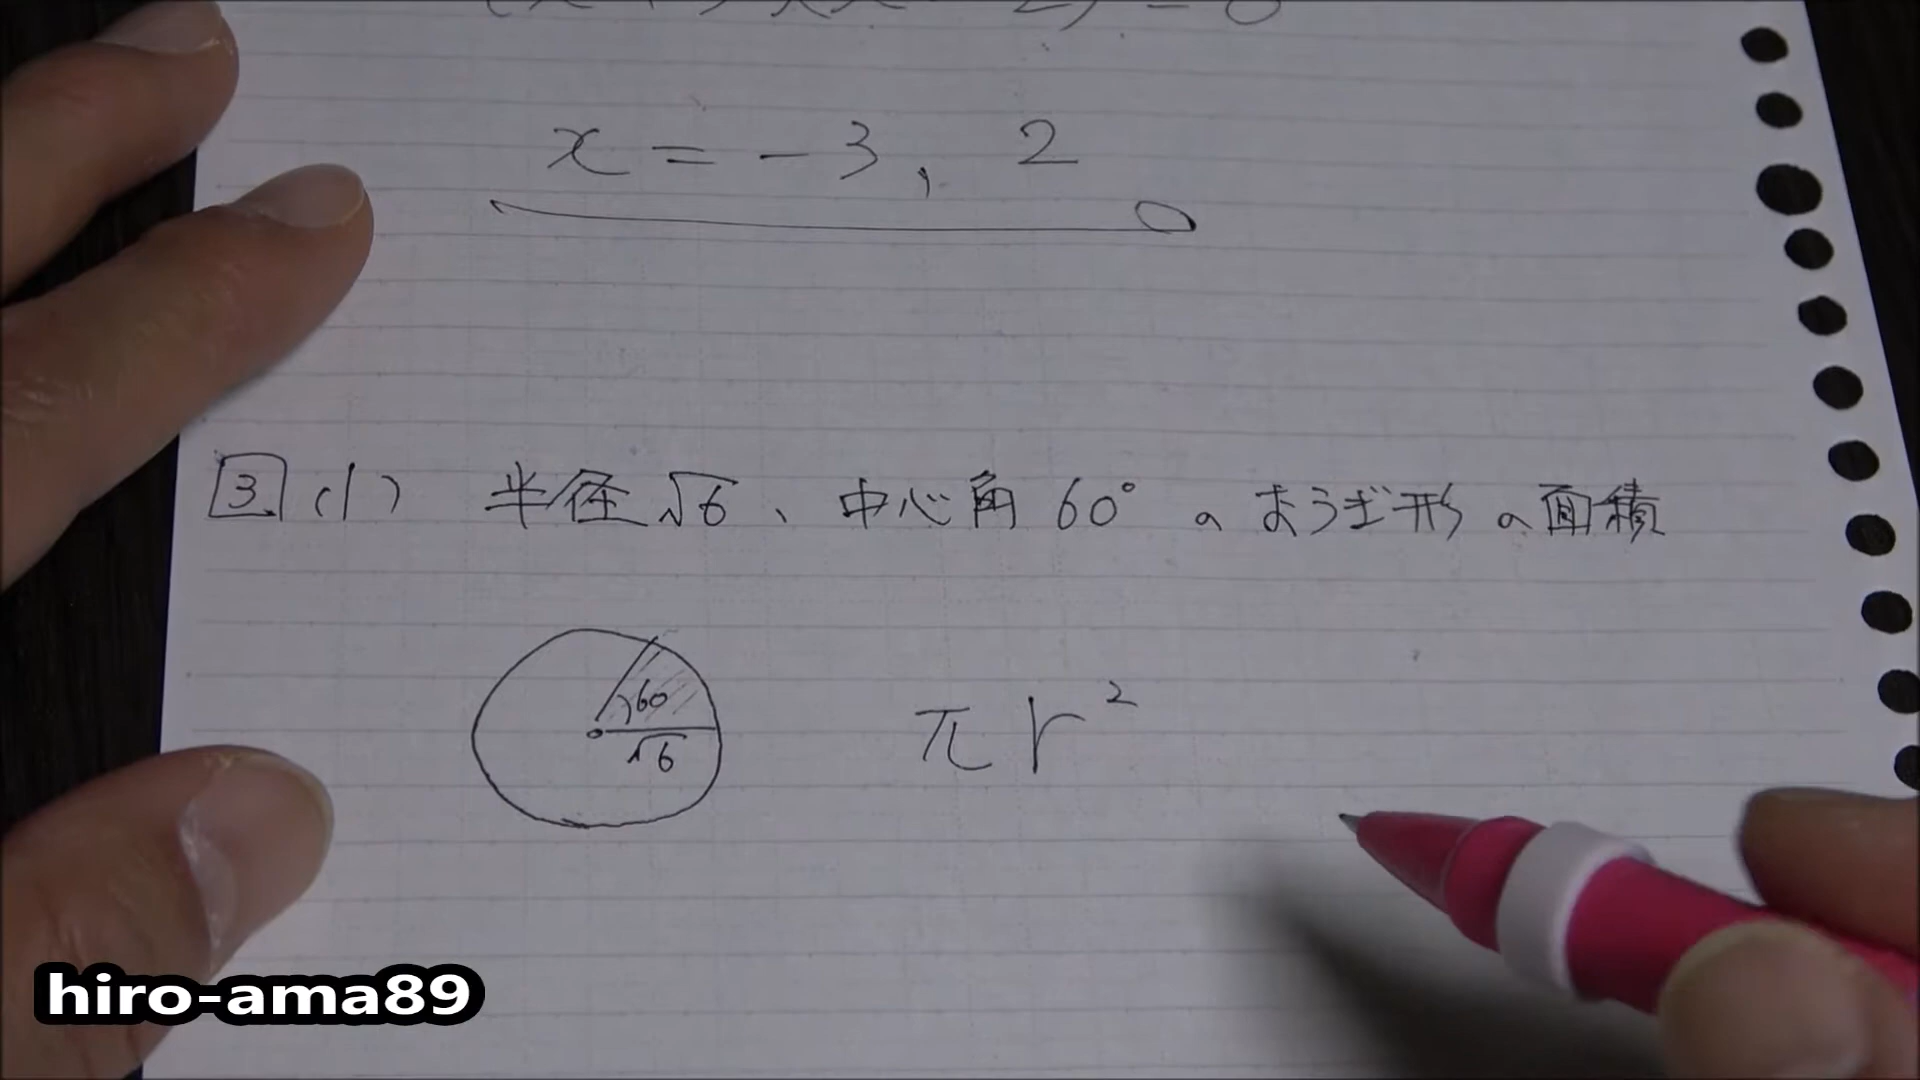 x = -3, 2
3 (1) 半径√6、中心角60°のおうぎ形の面積
60
√6
πr²
hiro-ama89